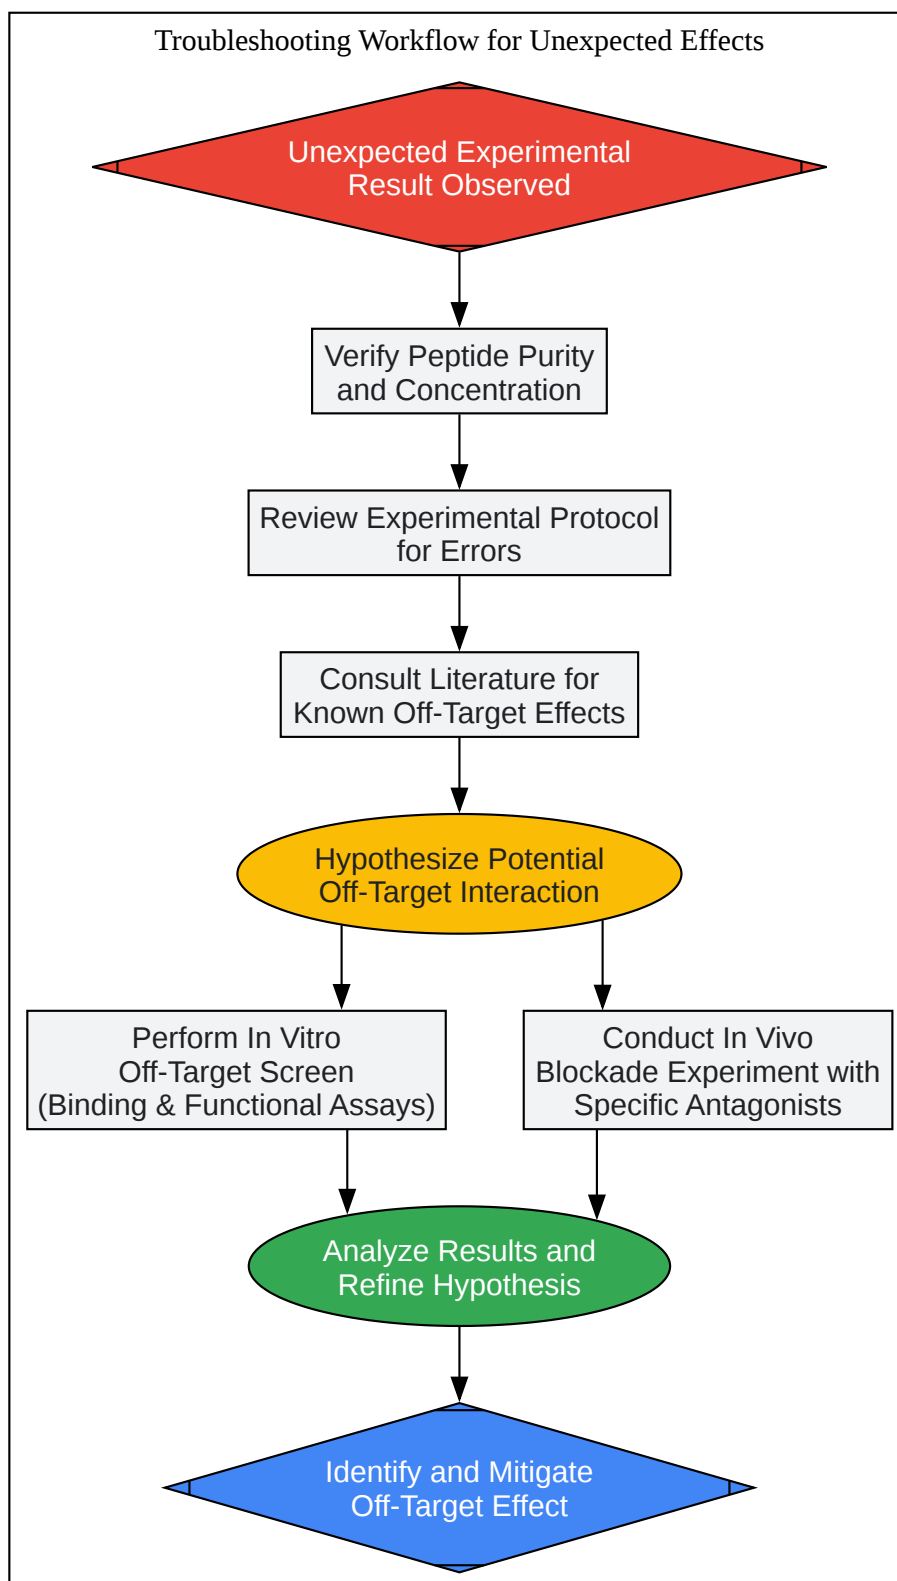 Troubleshooting Workflow for Unexpected Effects
Unexpected Experimental
Result Observed
Verify Peptide Purity
and Concentration
Review Experimental Protocol
for Errors
Consult Literature for
Known Off-Target Effects
Hypothesize Potential
Off-Target Interaction
Perform In Vitro
Off-Target Screen
(Binding & Functional Assays)
Conduct In Vivo
Blockade Experiment with
Specific Antagonists
Analyze Results and
Refine Hypothesis
Identify and Mitigate
Off-Target Effect